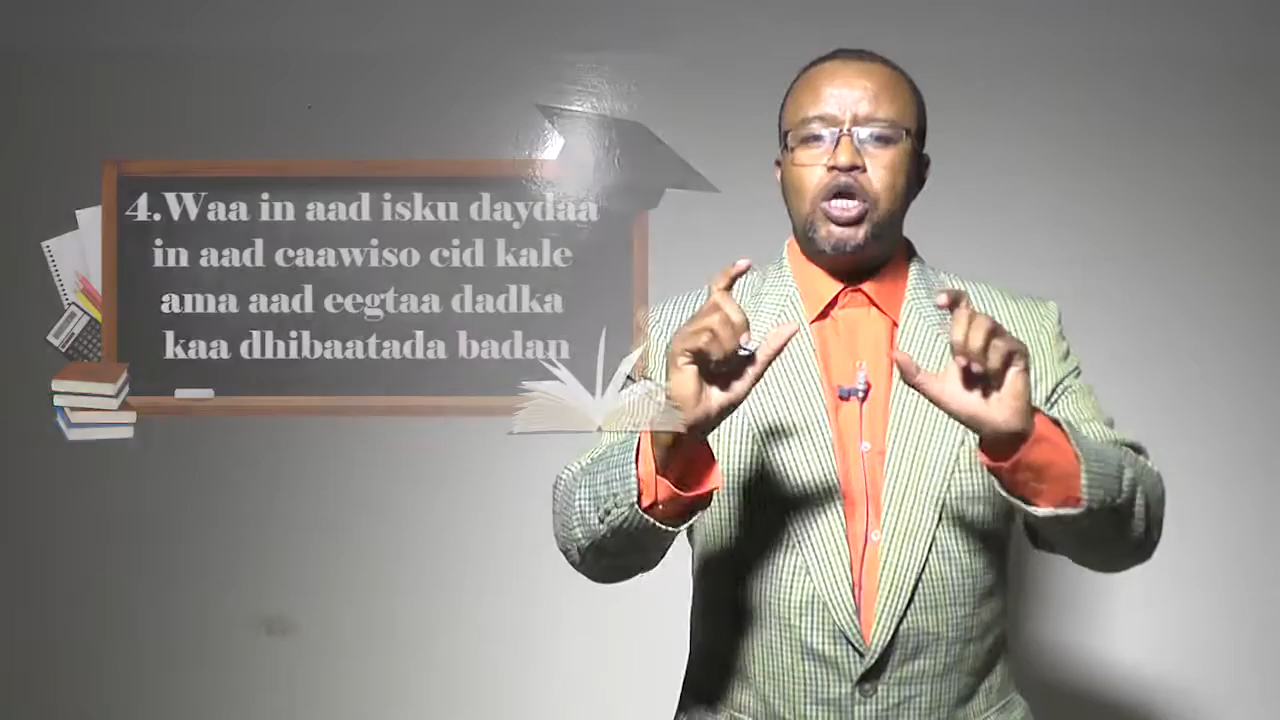 4.Waa in aad isku daydaa
in aad caawiso cid kale
ama aad eegtaa dadka
kaa dhibaatada badan